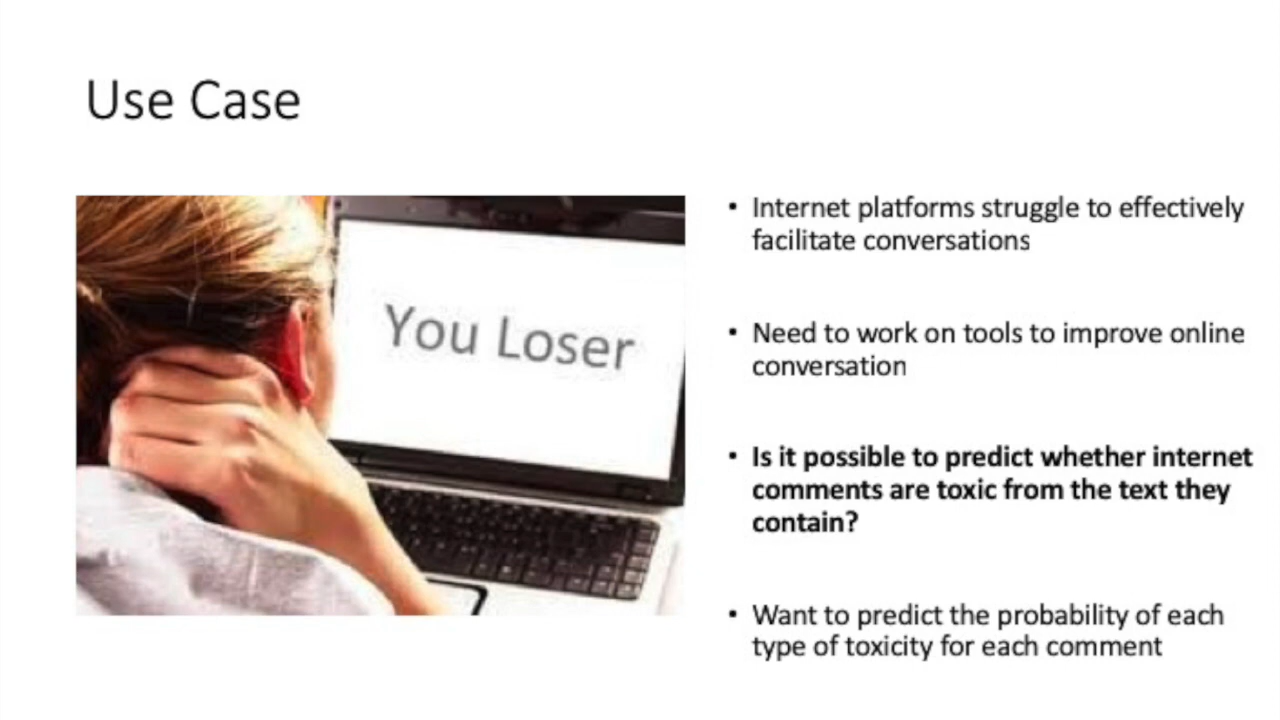 Use Case
You Loser
• Internet platforms struggle to effectively
facilitate conversations
• Need to work on tools to improve online
conversation
• Is it possible to predict whether internet
comments are toxic from the text they
contain?
• Want to predict the probability of each
type of toxicity for each comment